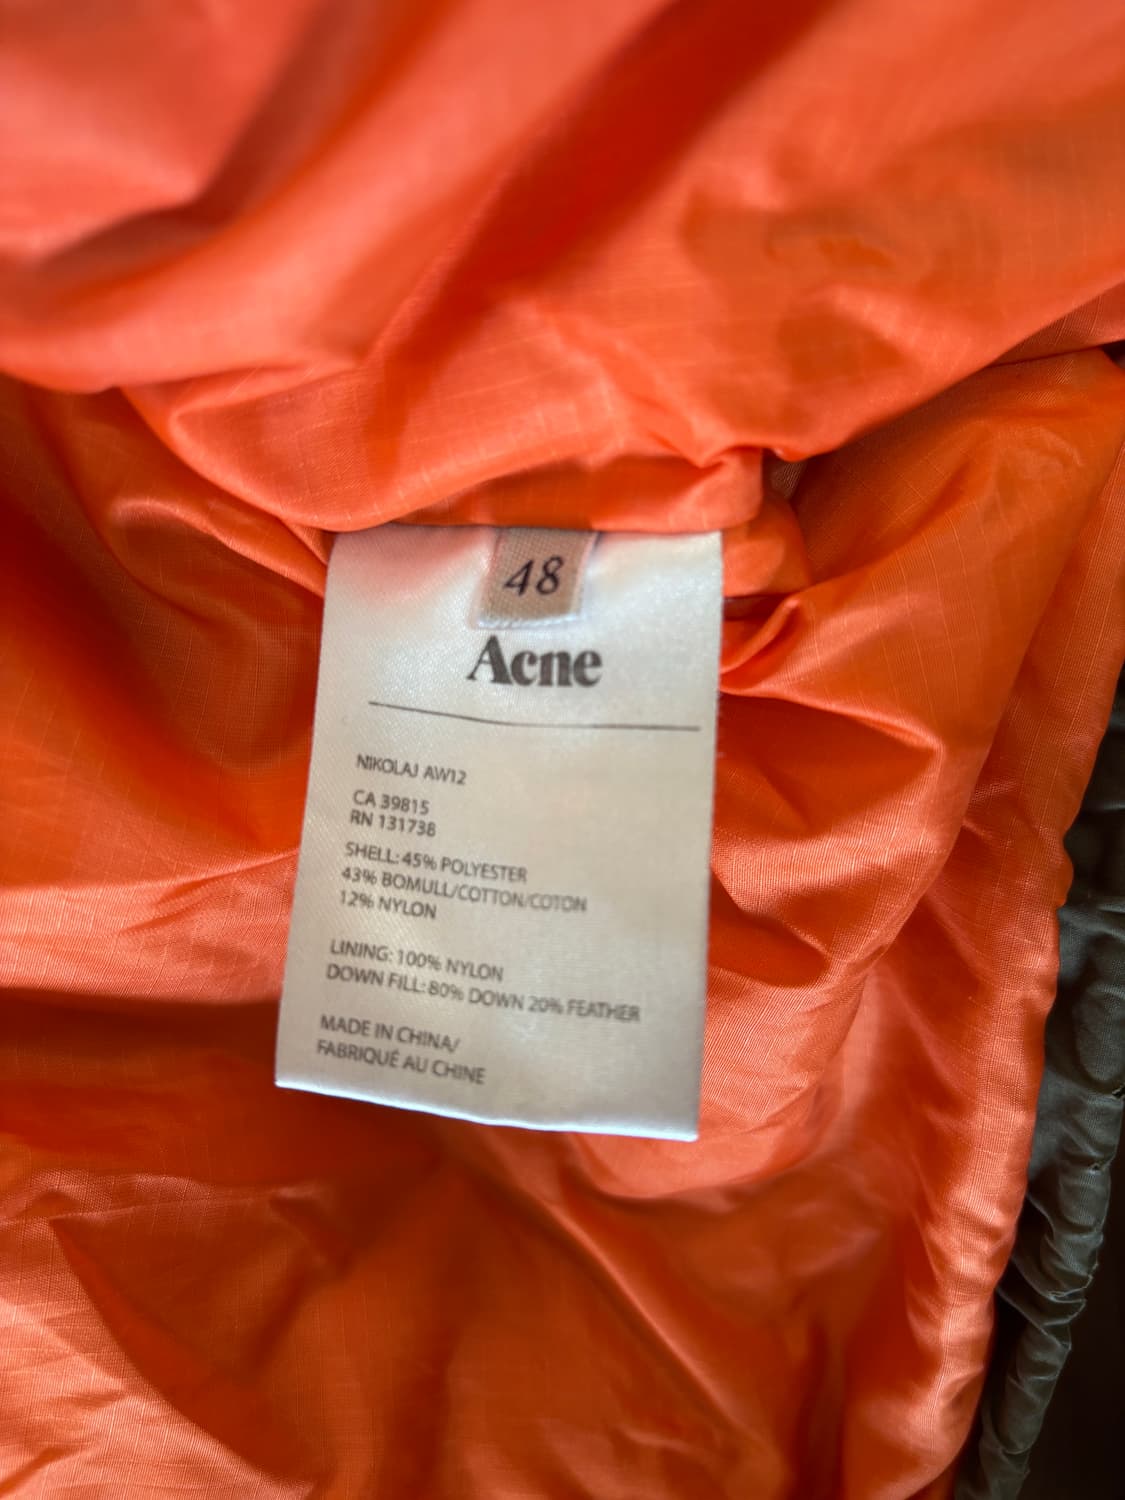 48
Acne
NIKOLAJ AW12
CA 39815
RN 131738
SHELL: 45% POLYESTER
43% BOMULL/COTTON/COTON
12% NYLON
LINING: 100% NYLON
DOWN FILL: 80% DOWN 20% FEATHER
MADE IN CHINA/
FABRIQUÉ AU CHINE